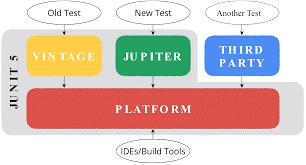 Old Test
New Test
Another Test
VINTAGE
JUPITER
THIRD
PARTY
JUNIT 5
PLATFORM
IDEs/Build Tools